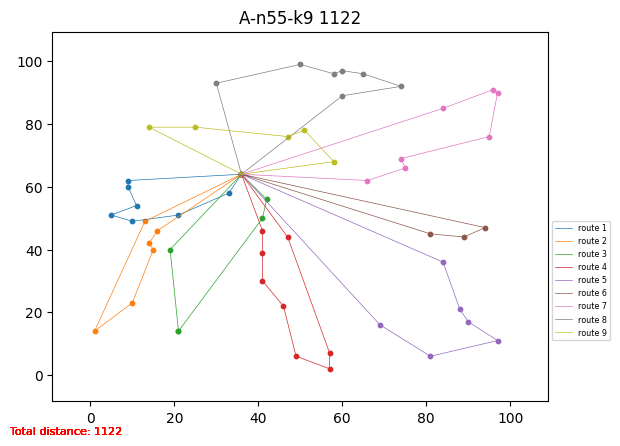 A-n55-k9 1122
100
80
60
40
20
0
0 20 40 60 80 100
route 1
route 2
route 3
route 4
route 5
route 6
route 7
route 8
route 9
Total distance: 1122